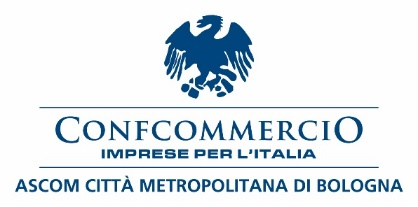 CONFCOMMERCIO
IMPRESE PER L'ITALIA
ASCOM CITTÀ METROPOLITANA DI BOLOGNA